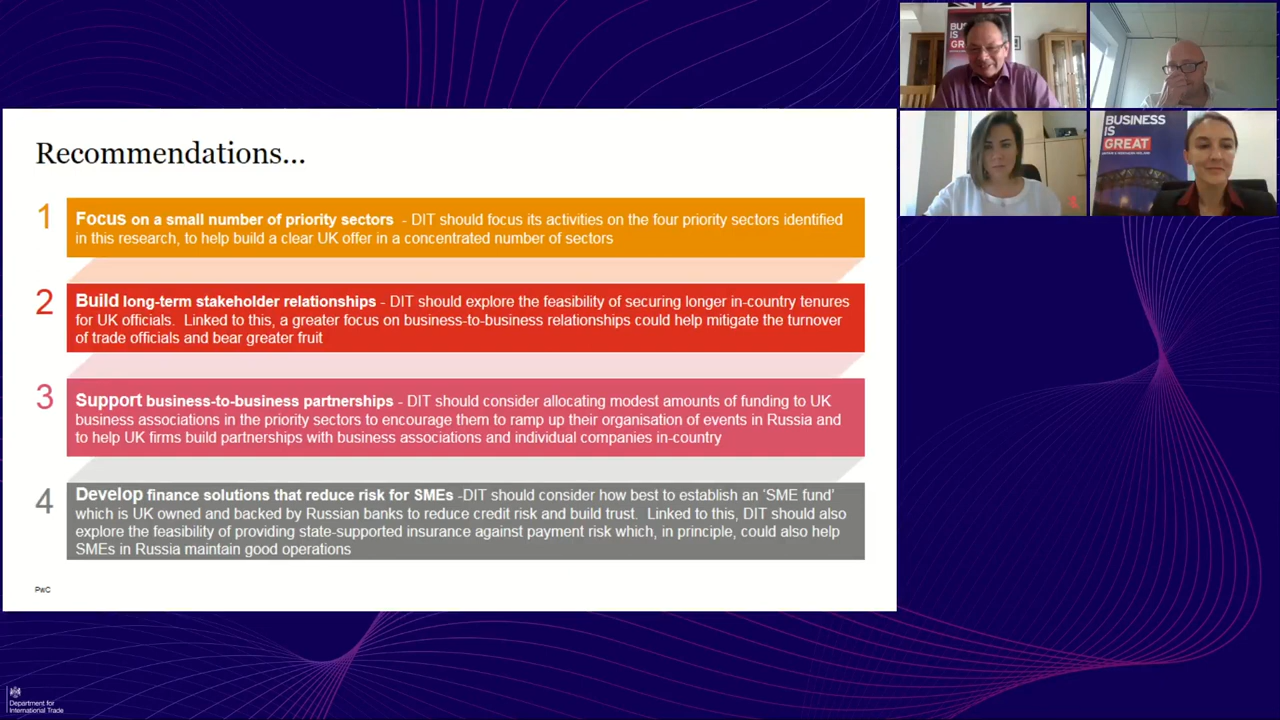 Recommendations...
1
Focus on a small number of priority sectors - DIT should focus its activities on the four priority sectors identified
in this research, to help build a clear UK offer in a concentrated number of sectors
2
Build long-term stakeholder relationships - DIT should explore the feasibility of securing longer in-country tenures
for UK officials. Linked to this, a greater focus on business-to-business relationships could help mitigate the turnover
of trade officials and bear greater fruit
3
Support business-to-business partnerships - DIT should consider allocating modest amounts of funding to UK
business associations in the priority sectors to encourage them to ramp up their organisation of events in Russia and
to help UK firms build partnerships with business associations and individual companies in-country
4
Develop finance solutions that reduce risk for SMEs -DIT should consider how best to establish an ‘SME fund’
which is UK owned and backed by Russian banks to reduce credit risk and build trust. Linked to this, DIT should also
explore the feasibility of providing state-supported insurance against payment risk which, in principle, could also help
SMEs in Russia maintain good operations
PwC
BUSINESS
IS
GREAT
Department for
International Trade